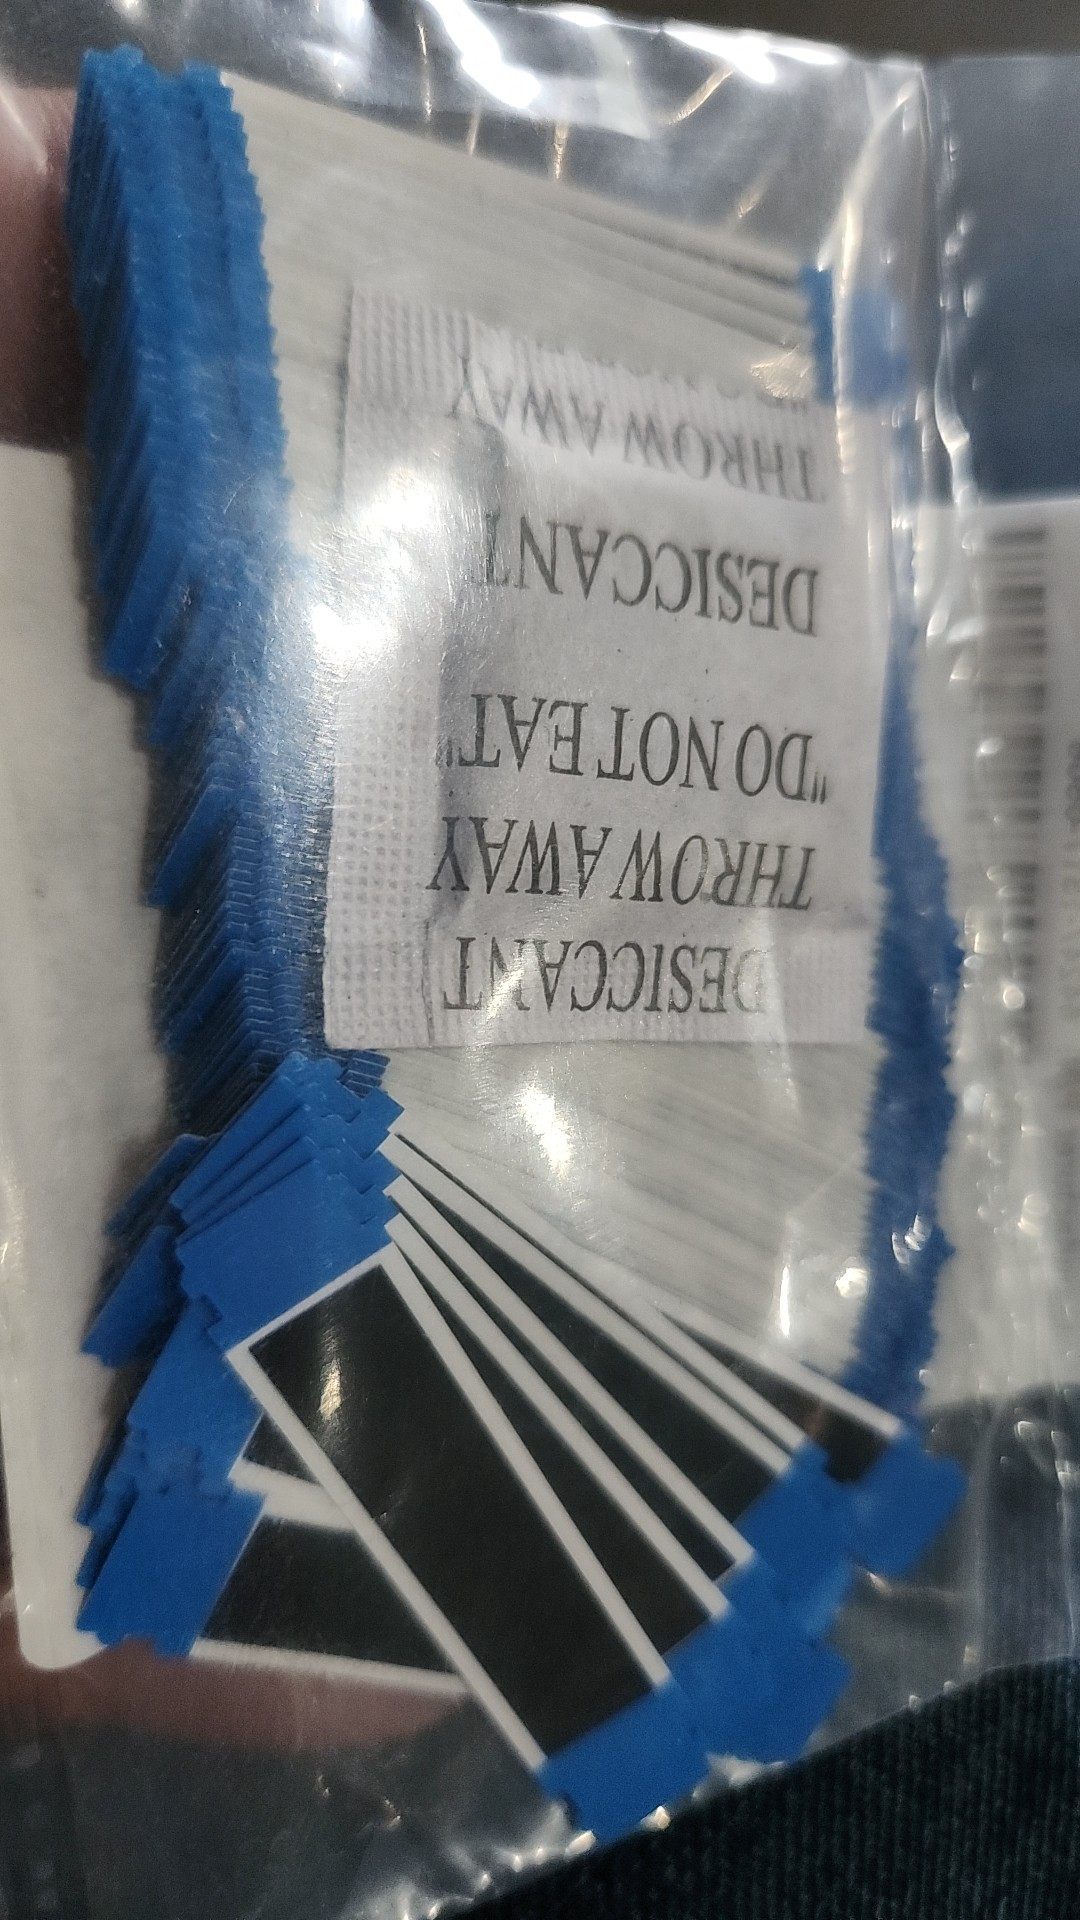 DESICCANT
THROW AWAY
"DO NOT EAT"
DESICCANT
THROW AWAY